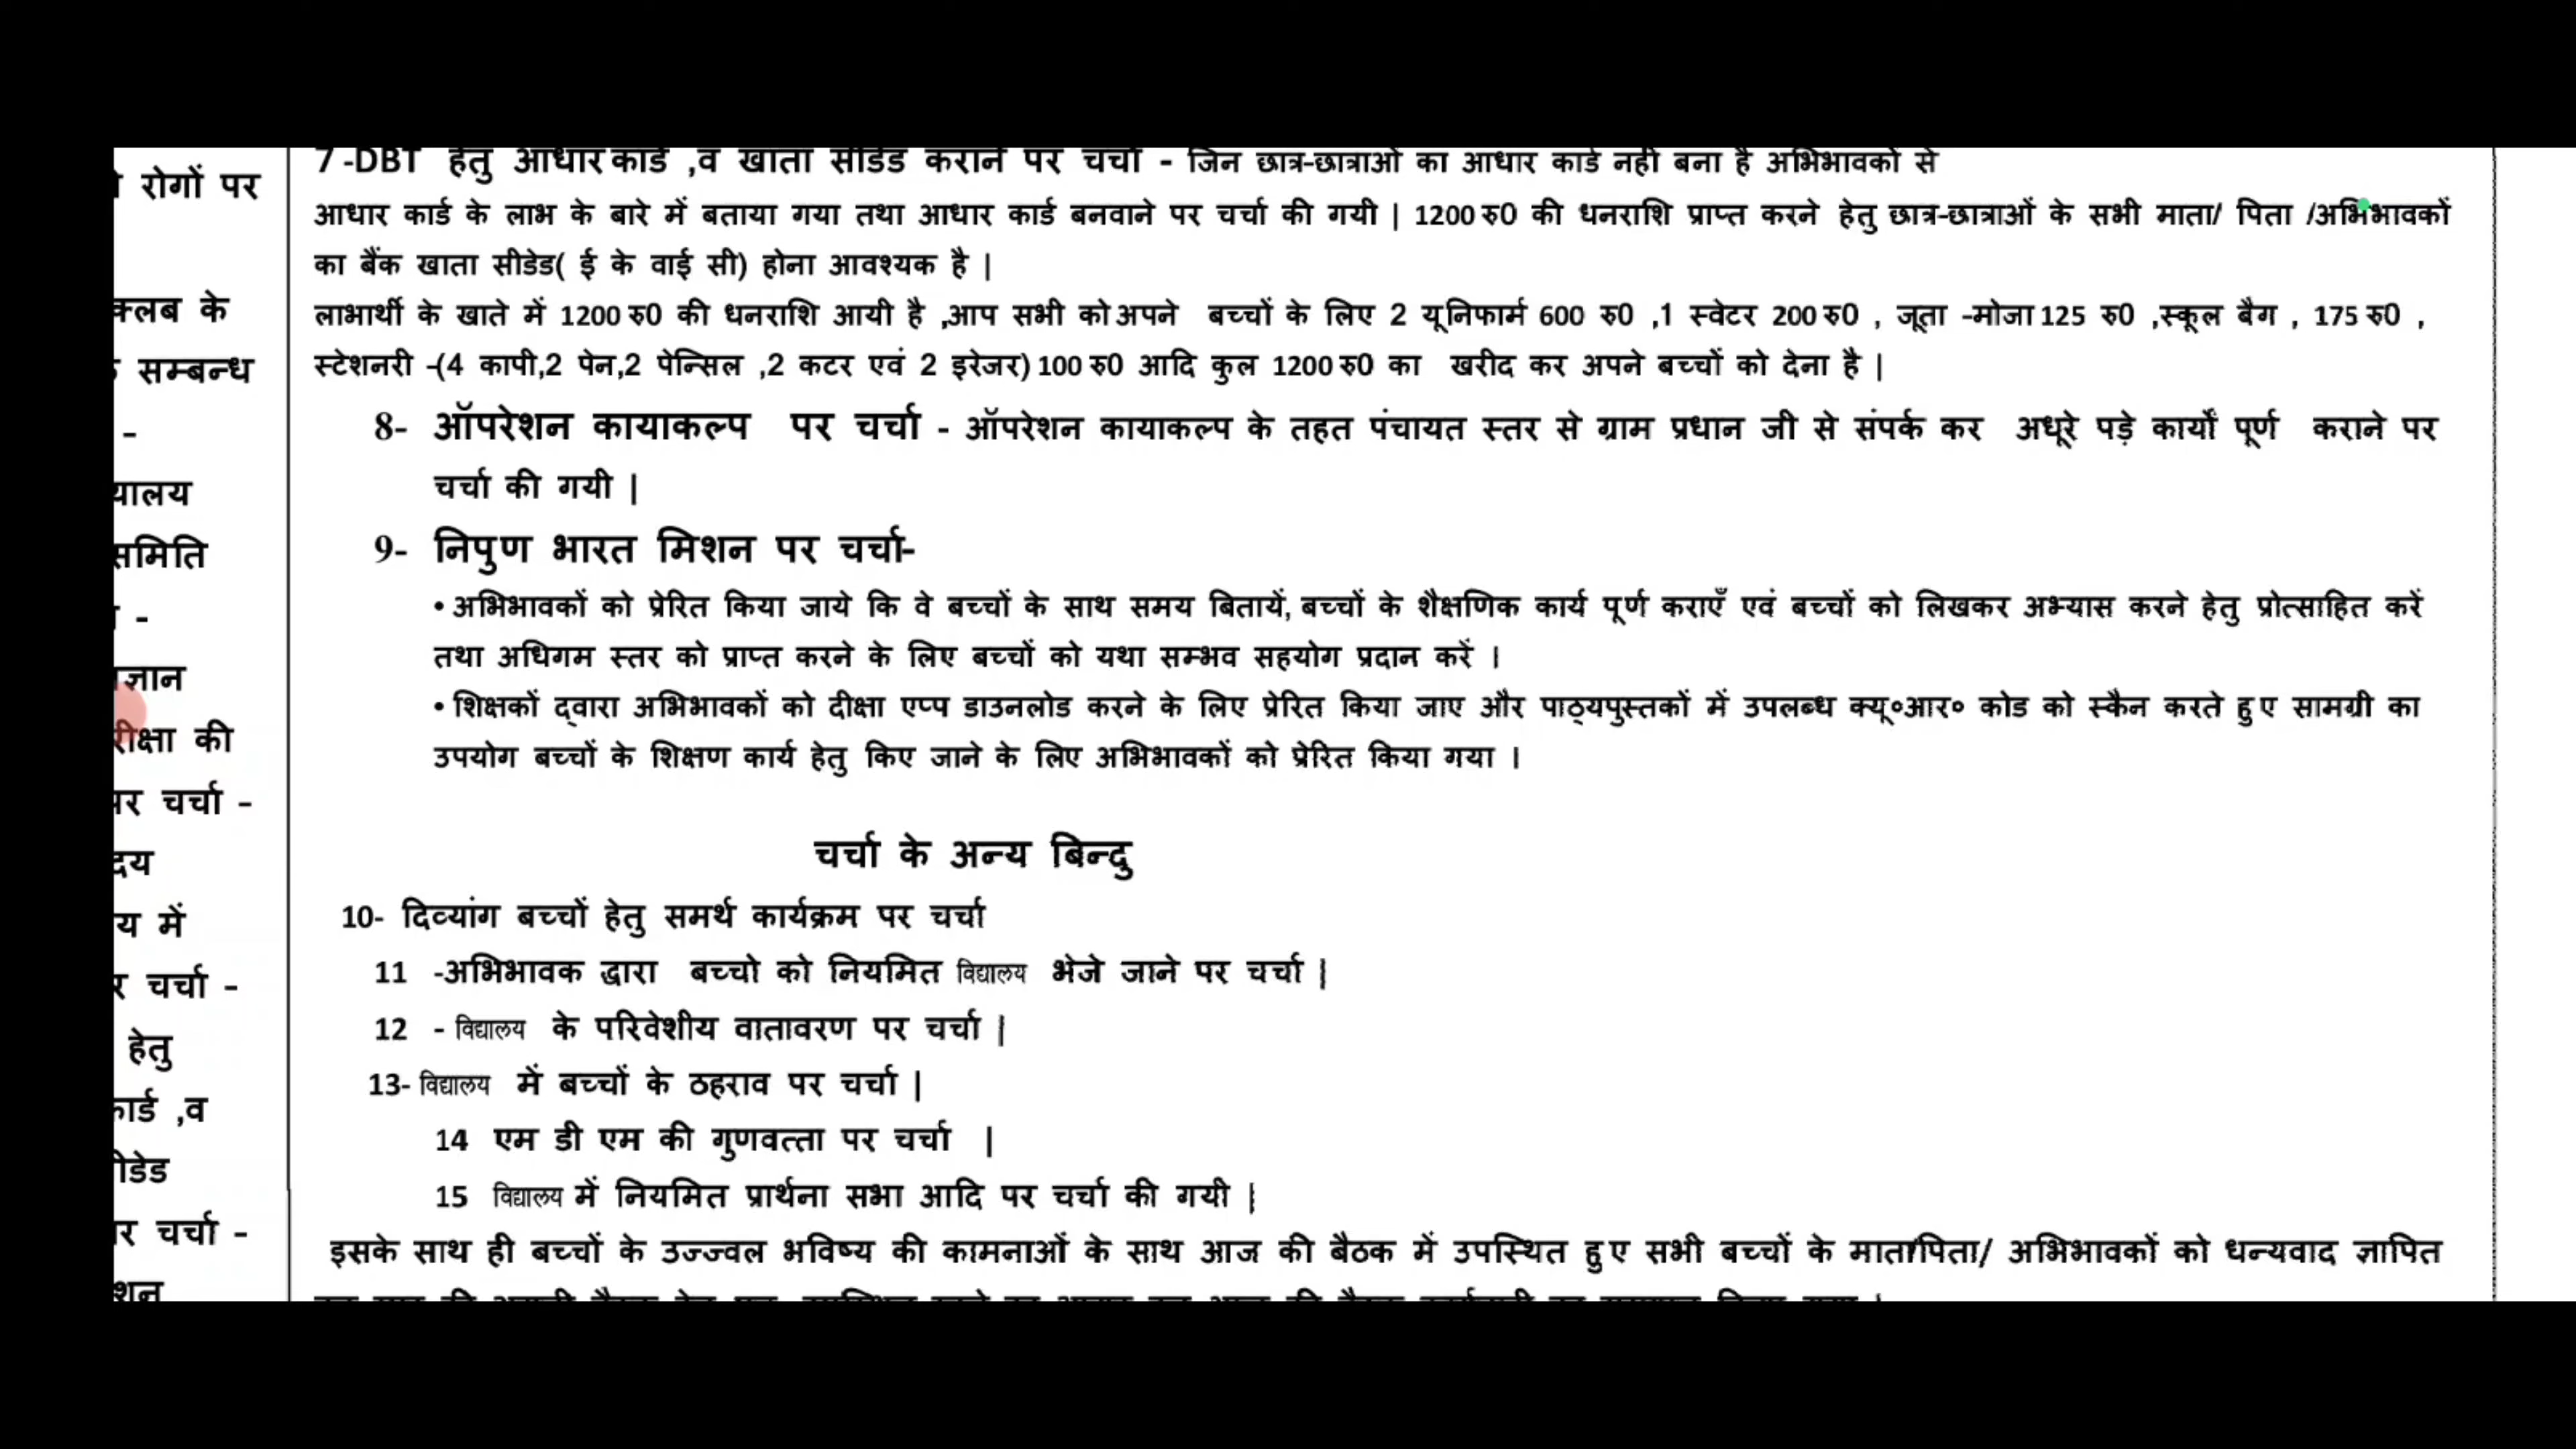 रोगों पर
क्लब के
सम्बन्ध
-
यालय
समिति
-
ज्ञान
रीक्षा की
पर चर्चा -
दय
य में
र चर्चा -
हेतु
कार्ड ,व
ीडेड
र चर्चा -
शन
7 -DBT हेतु आधार कार्ड ,व खाता सीडेड कराने पर चर्चा - जिन छात्र-छात्राओं का आधार कार्ड नहीं बना है अभिभावकों से
आधार कार्ड के लाभ के बारे में बताया गया तथा आधार कार्ड बनवाने पर चर्चा की गयी | 1200 रु0 की धनराशि प्राप्त करने हेतु छात्र-छात्राओं के सभी माता/ पिता /अभिभावकों
का बैंक खाता सीडेड( ई के वाई सी) होना आवश्यक है |
लाभार्थी के खाते में 1200 रु0 की धनराशि आयी है ,आप सभी को अपने बच्चों के लिए 2 यूनिफार्म 600 रु0 ,1 स्वेटर 200 रु0 , जूता -मोजा 125 रु0 ,स्कूल बैग , 175 रु0 ,
स्टेशनरी -(4 कापी,2 पेन,2 पेन्सिल ,2 कटर एवं 2 इरेजर) 100 रु0 आदि कुल 1200 रु0 का खरीद कर अपने बच्चों को देना है |
8- ऑपरेशन कायाकल्प पर चर्चा - ऑपरेशन कायाकल्प के तहत पंचायत स्तर से ग्राम प्रधान जी से संपर्क कर अधूरे पड़े कार्यों पूर्ण कराने पर
चर्चा की गयी |
9- निपुण भारत मिशन पर चर्चा-
• अभिभावकों को प्रेरित किया जाये कि वे बच्चों के साथ समय बितायें, बच्चों के शैक्षणिक कार्य पूर्ण कराएँ एवं बच्चों को लिखकर अभ्यास करने हेतु प्रोत्साहित करें
तथा अधिगम स्तर को प्राप्त करने के लिए बच्चों को यथा सम्भव सहयोग प्रदान करें ।
• शिक्षकों द्वारा अभिभावकों को दीक्षा एप्प डाउनलोड करने के लिए प्रेरित किया जाए और पाठ्यपुस्तकों में उपलब्ध क्यू०आर० कोड को स्कैन करते हुए सामग्री का
उपयोग बच्चों के शिक्षण कार्य हेतु किए जाने के लिए अभिभावकों को प्रेरित किया गया ।
चर्चा के अन्य बिन्दु
10- दिव्यांग बच्चों हेतु समर्थ कार्यक्रम पर चर्चा
11 -अभिभावक द्धारा बच्चो को नियमित विद्यालय भेजे जाने पर चर्चा |
12 - विद्यालय के परिवेशीय वातावरण पर चर्चा |
13- विद्यालय में बच्चों के ठहराव पर चर्चा |
14 एम डी एम की गुणवत्ता पर चर्चा |
15 विद्यालय में नियमित प्रार्थना सभा आदि पर चर्चा की गयी |
इसके साथ ही बच्चों के उज्ज्वल भविष्य की कामनाओं के साथ आज की बैठक में उपस्थित हुए सभी बच्चों के माता/पिता/ अभिभावकों को धन्यवाद ज्ञापित